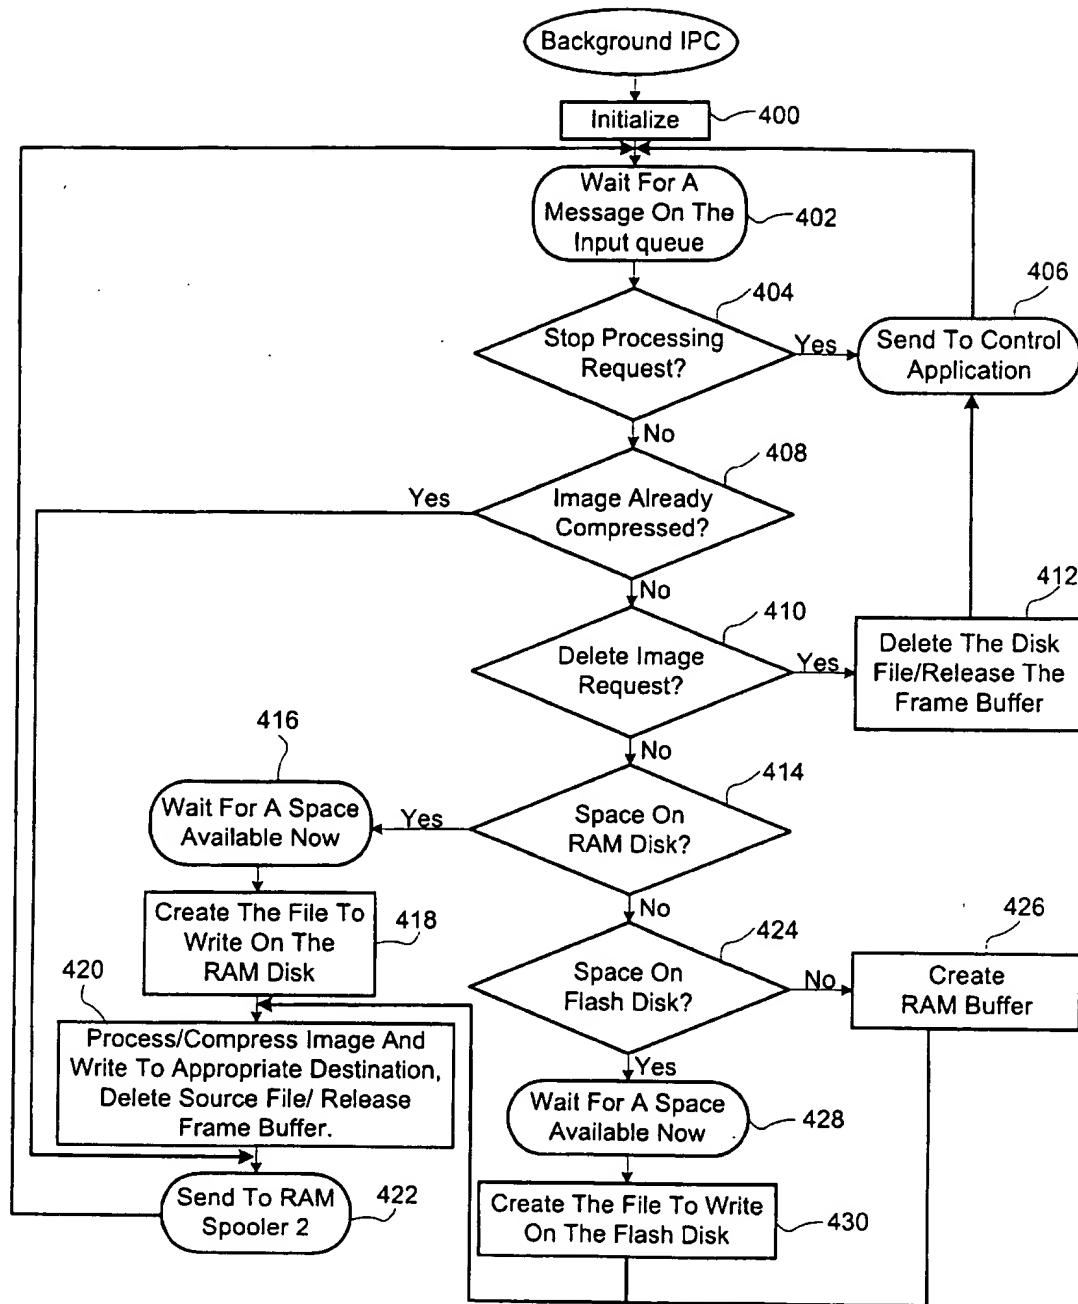 Background IPC
Initialize
400
Wait For A
Message On The
Input queue
402
404
Stop Processing
Request?
Yes
406
Send To Control
Application
No
408
Yes
Image Already
Compressed?
No
410
412
Delete Image
Request?
Yes
Delete The Disk
File/Release The
Frame Buffer
No
416
414
Wait For A Space
Available Now
Yes
Space On
RAM Disk?
No
Create The File To
Write On The
RAM Disk
418
424
426
420
Space On
Flash Disk?
No
Create
RAM Buffer
Process/Compress Image And
Write To Appropriate Destination,
Delete Source File/ Release
Frame Buffer.
Yes
Wait For A Space
Available Now
428
Send To RAM
Spooler 2
422
Create The File To Write
On The Flash Disk
430